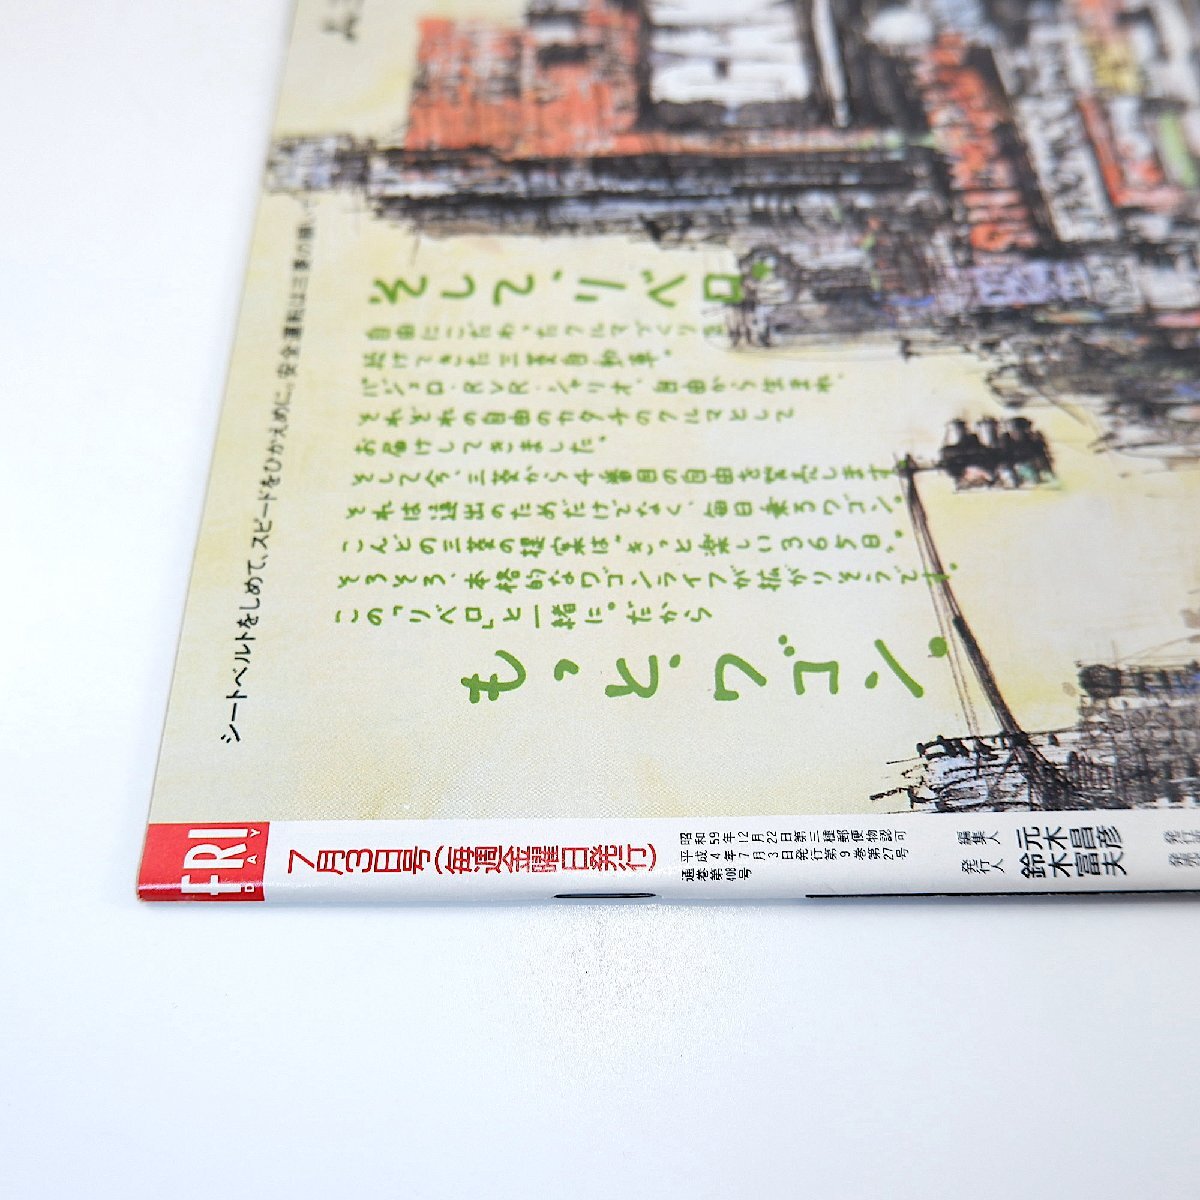 そして、リベロ。
自由にこだわったクルマづくりを
続けてきた三菱自動車。
パジェロ・RVR・シャリオ、自由から生まれ、
それぞれの自由のカタチのクルマとして
お届けしてきました。
そして今、三菱から4番目の自由を発売します。
それは遠出のためだけでなく、毎日乗るワゴン。
こんどの三菱の提案は“きっと楽しい365日”。
そろそろ、本格的なワゴンライフが拡がりそうです。
この「リベロ」と一緒に。だから
もっと、ワゴン。
シートベルトをしめて、スピードをひかえめに。安全運転は三菱の願い
FRIDAY
7月3日号(毎週金曜日発行)
昭和59年12月22日第三種郵便物認可
平成4年7月3日発行第9巻第27号
通巻第408号
編集人 元木昌彦
発行人 鈴木富夫